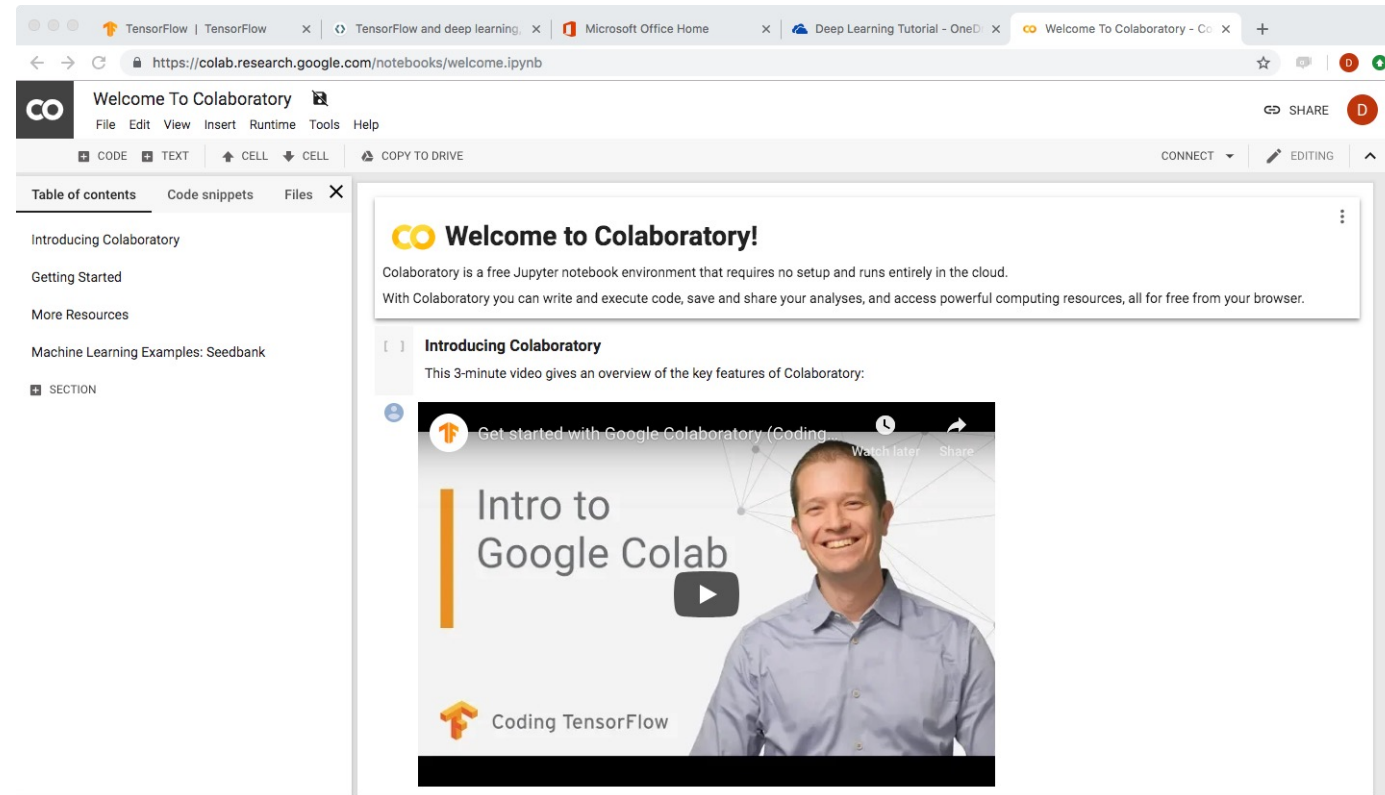 TensorFlow | TensorFlow
TensorFlow and deep learning,
Microsoft Office Home
Deep Learning Tutorial - OneD
Welcome To Colaboratory - Co
https://colab.research.google.com/notebooks/welcome.ipynb
D
CO
Welcome To Colaboratory
File Edit View Insert Runtime Tools Help
SHARE
D
CODE TEXT CELL CELL COPY TO DRIVE
CONNECT EDITING
Table of contents Code snippets Files
Introducing Colaboratory
Getting Started
More Resources
Machine Learning Examples: Seedbank
SECTION
CO Welcome to Colaboratory!
Colaboratory is a free Jupyter notebook environment that requires no setup and runs entirely in the cloud.
With Colaboratory you can write and execute code, save and share your analyses, and access powerful computing resources, all for free from your browser.
[ ] Introducing Colaboratory
This 3-minute video gives an overview of the key features of Colaboratory:
Get started with Google Colaboratory (Coding...
Watch later Share
Intro to
Google Colab
Coding TensorFlow